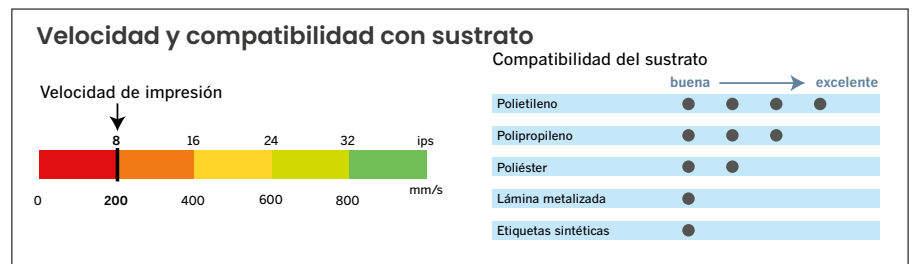 Velocidad y compatibilidad con sustrato
Velocidad de impresión
8 16 24 32 ips
0 200 400 600 800 mm/s
Compatibilidad del sustrato
buena excelente
Polietileno
Polipropileno
Poliéster
Lámina metalizada
Etiquetas sintéticas